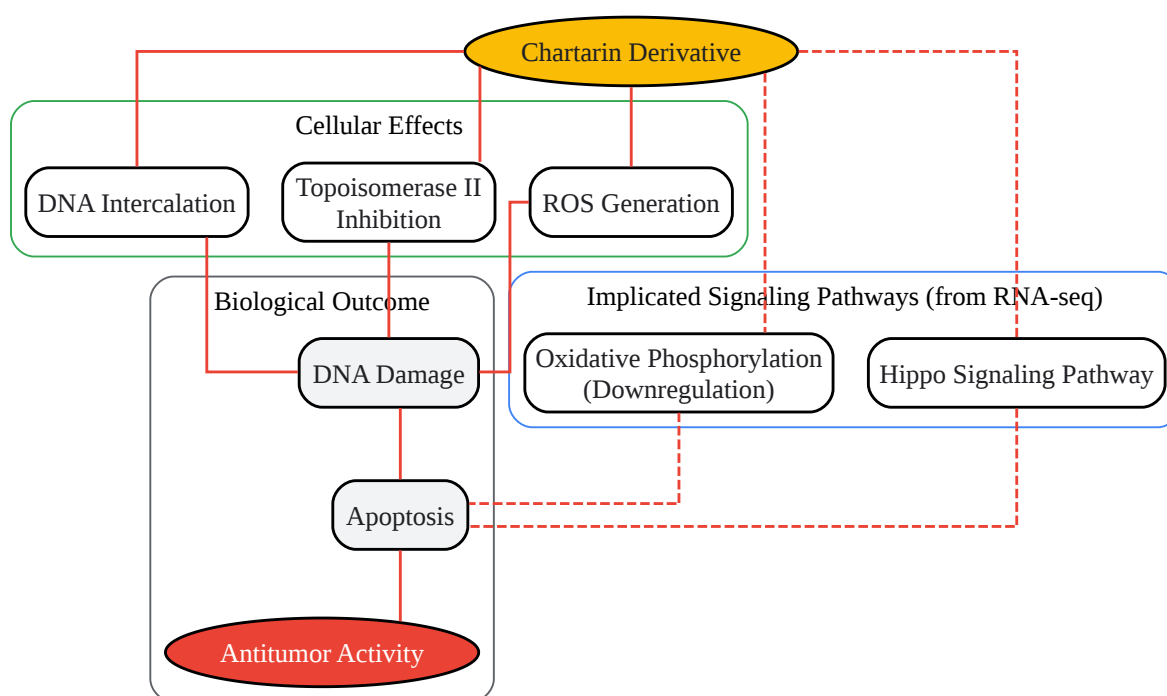 Chartarin Derivative
Cellular Effects
DNA Intercalation
Topoisomerase II
Inhibition
ROS Generation
Biological Outcome
Implicated Signaling Pathways (from RNA-seq)
DNA Damage
Oxidative Phosphorylation
(Downregulation)
Hippo Signaling Pathway
Apoptosis
Antitumor Activity